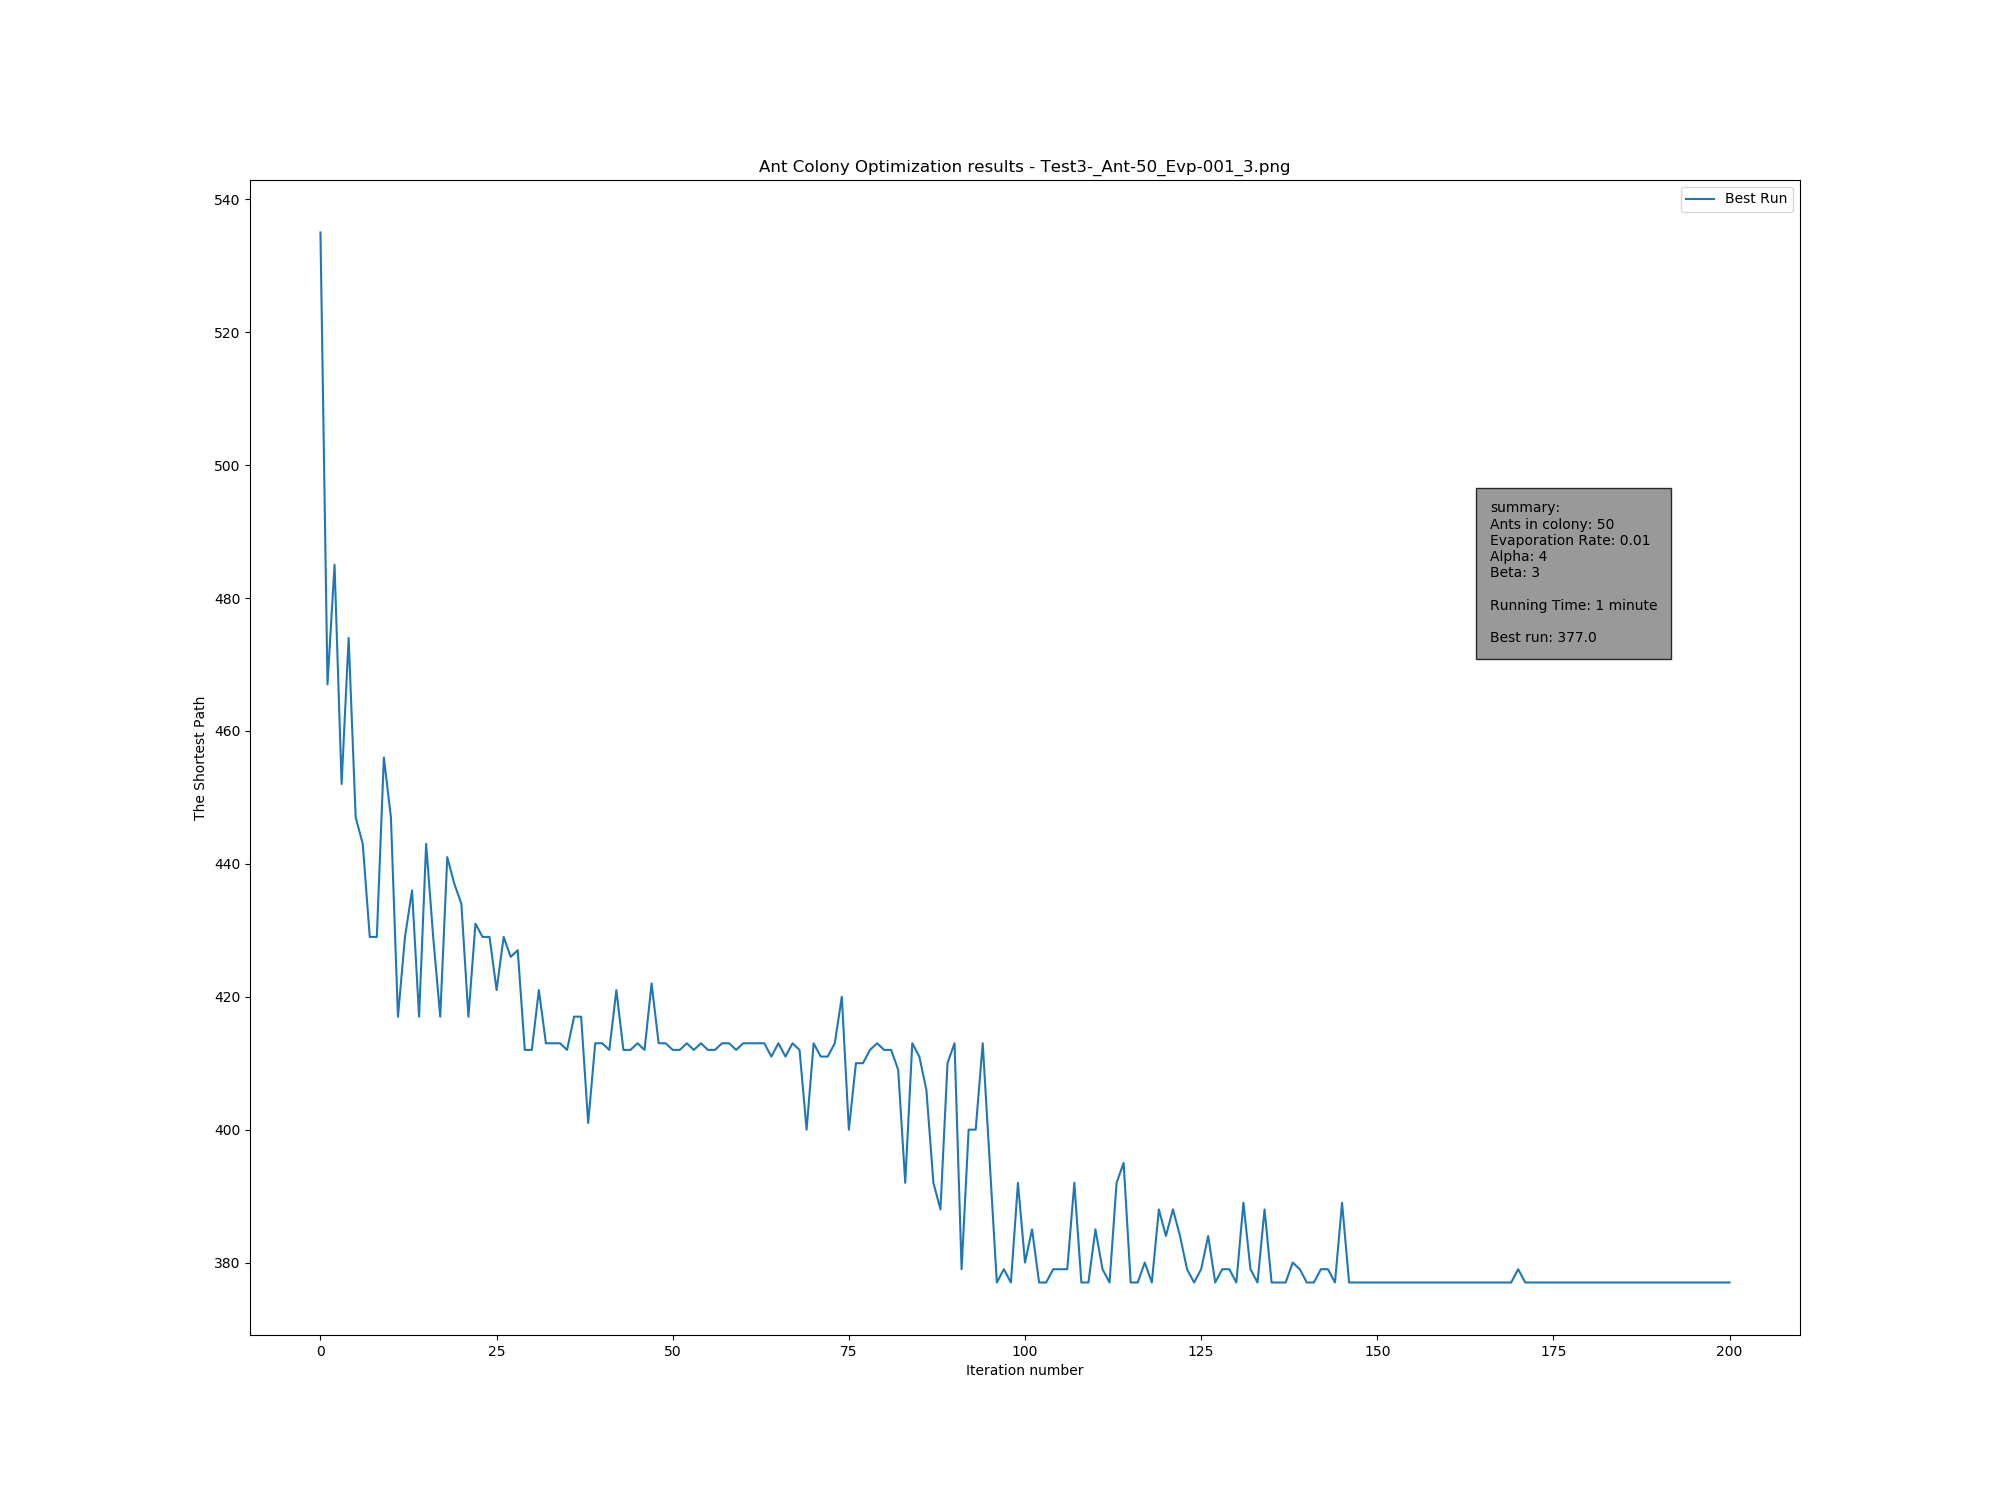 Ant Colony Optimization results - Test3-_Ant-50_Evp-001_3.png
Best Run
540
520
500
480
460
440
420
400
380
The Shortest Path
summary:
Ants in colony: 50
Evaporation Rate: 0.01
Alpha: 4
Beta: 3
Running Time: 1 minute
Best run: 377.0
0 25 50 75 100 125 150 175 200
Iteration number